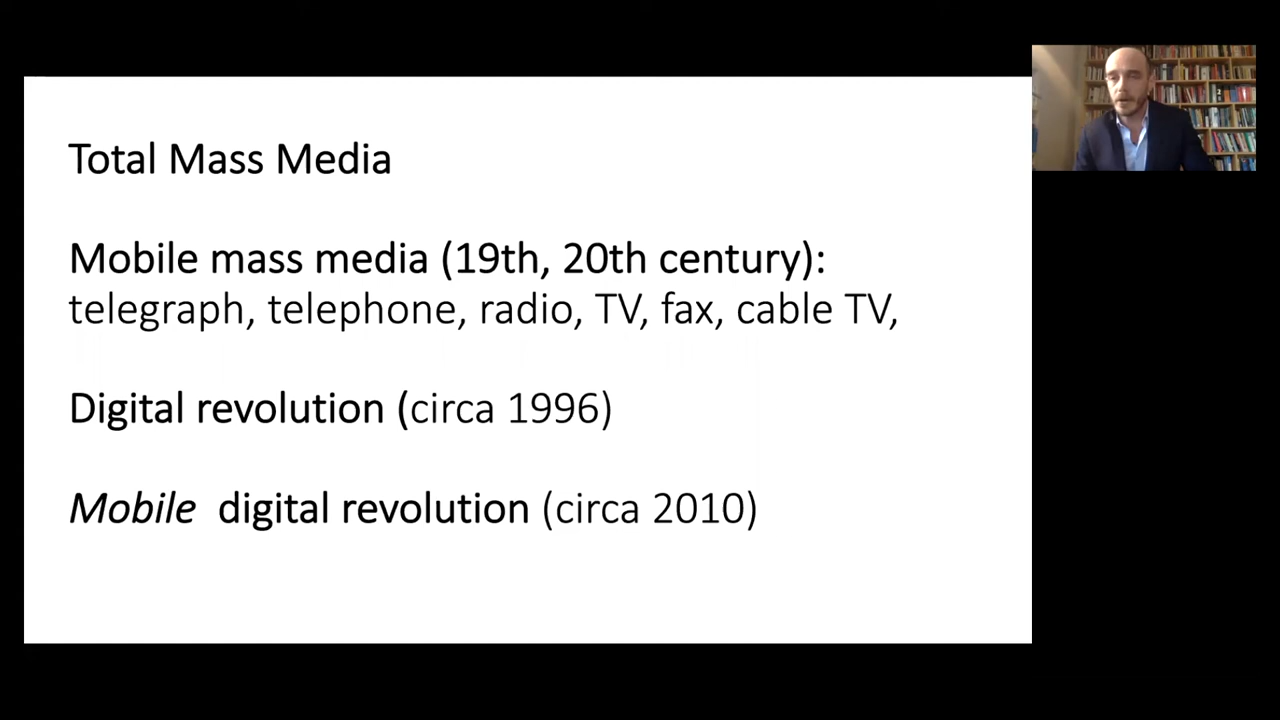 Total Mass Media
Mobile mass media (19th, 20th century):
telegraph, telephone, radio, TV, fax, cable TV,
Digital revolution (circa 1996)
Mobile digital revolution (circa 2010)